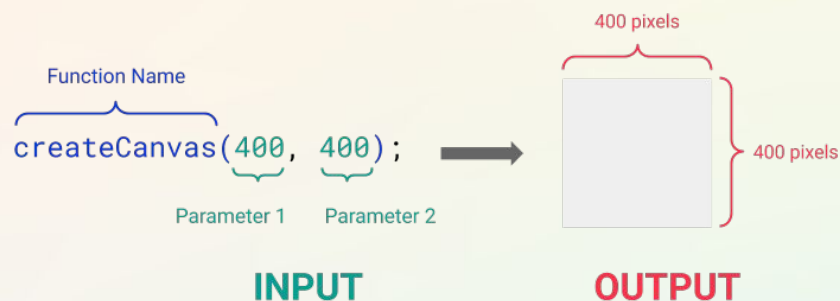 400 pixels
Function Name
createCanvas(400, 400);
400 pixels
Parameter 1
Parameter 2
INPUT
OUTPUT